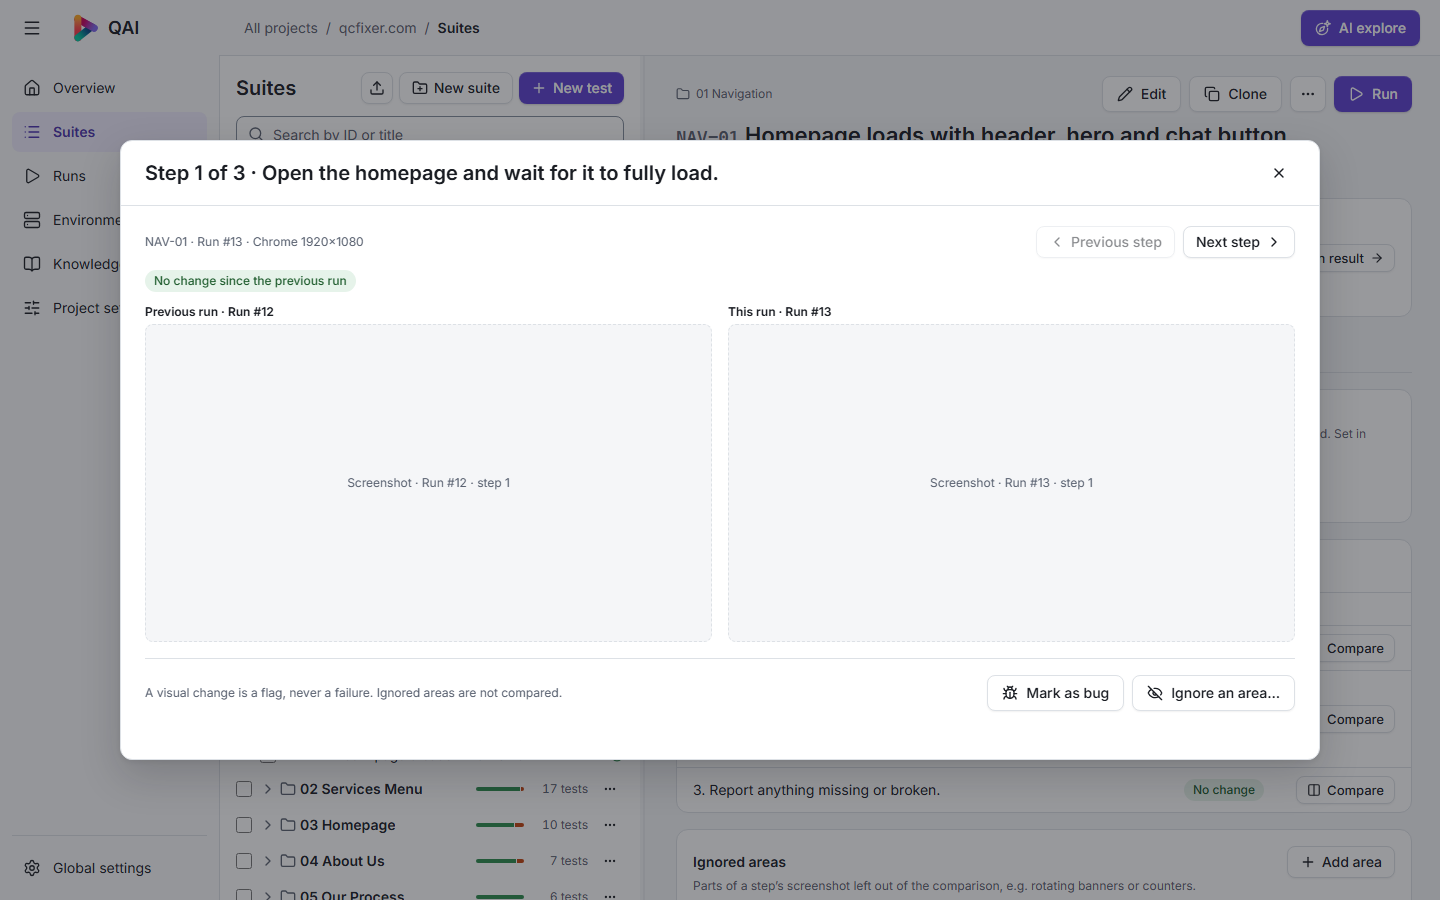 QAI
All projects / qcfixer.com / Suites
AI explore
Overview
Suites
Runs
Knowledg
Global settings
Suites
New suite
New test
Search by ID or title
01 Navigation
Edit
Clone
Run
NAV-01 Homepage loads with header, hero and chat button
Step 1 of 3 · Open the homepage and wait for it to fully load.
NAV-01 · Run #13 · Chrome 1920×1080
Previous step
Next step
No change since the previous run
Previous run · Run #12
This run · Run #13
Screenshot · Run #12 · step 1
Screenshot · Run #13 · step 1
A visual change is a flag, never a failure. Ignored areas are not compared.
Mark as bug
Ignore an area...
result
d. Set in
Compare
Compare
02 Services Menu
17 tests
03 Homepage
10 tests
04 About Us
7 tests
05 Our Process
6 tests
3. Report anything missing or broken.
No change
Compare
Ignored areas
Add area
Parts of a step's screenshot left out of the comparison, e.g. rotating banners or counters.